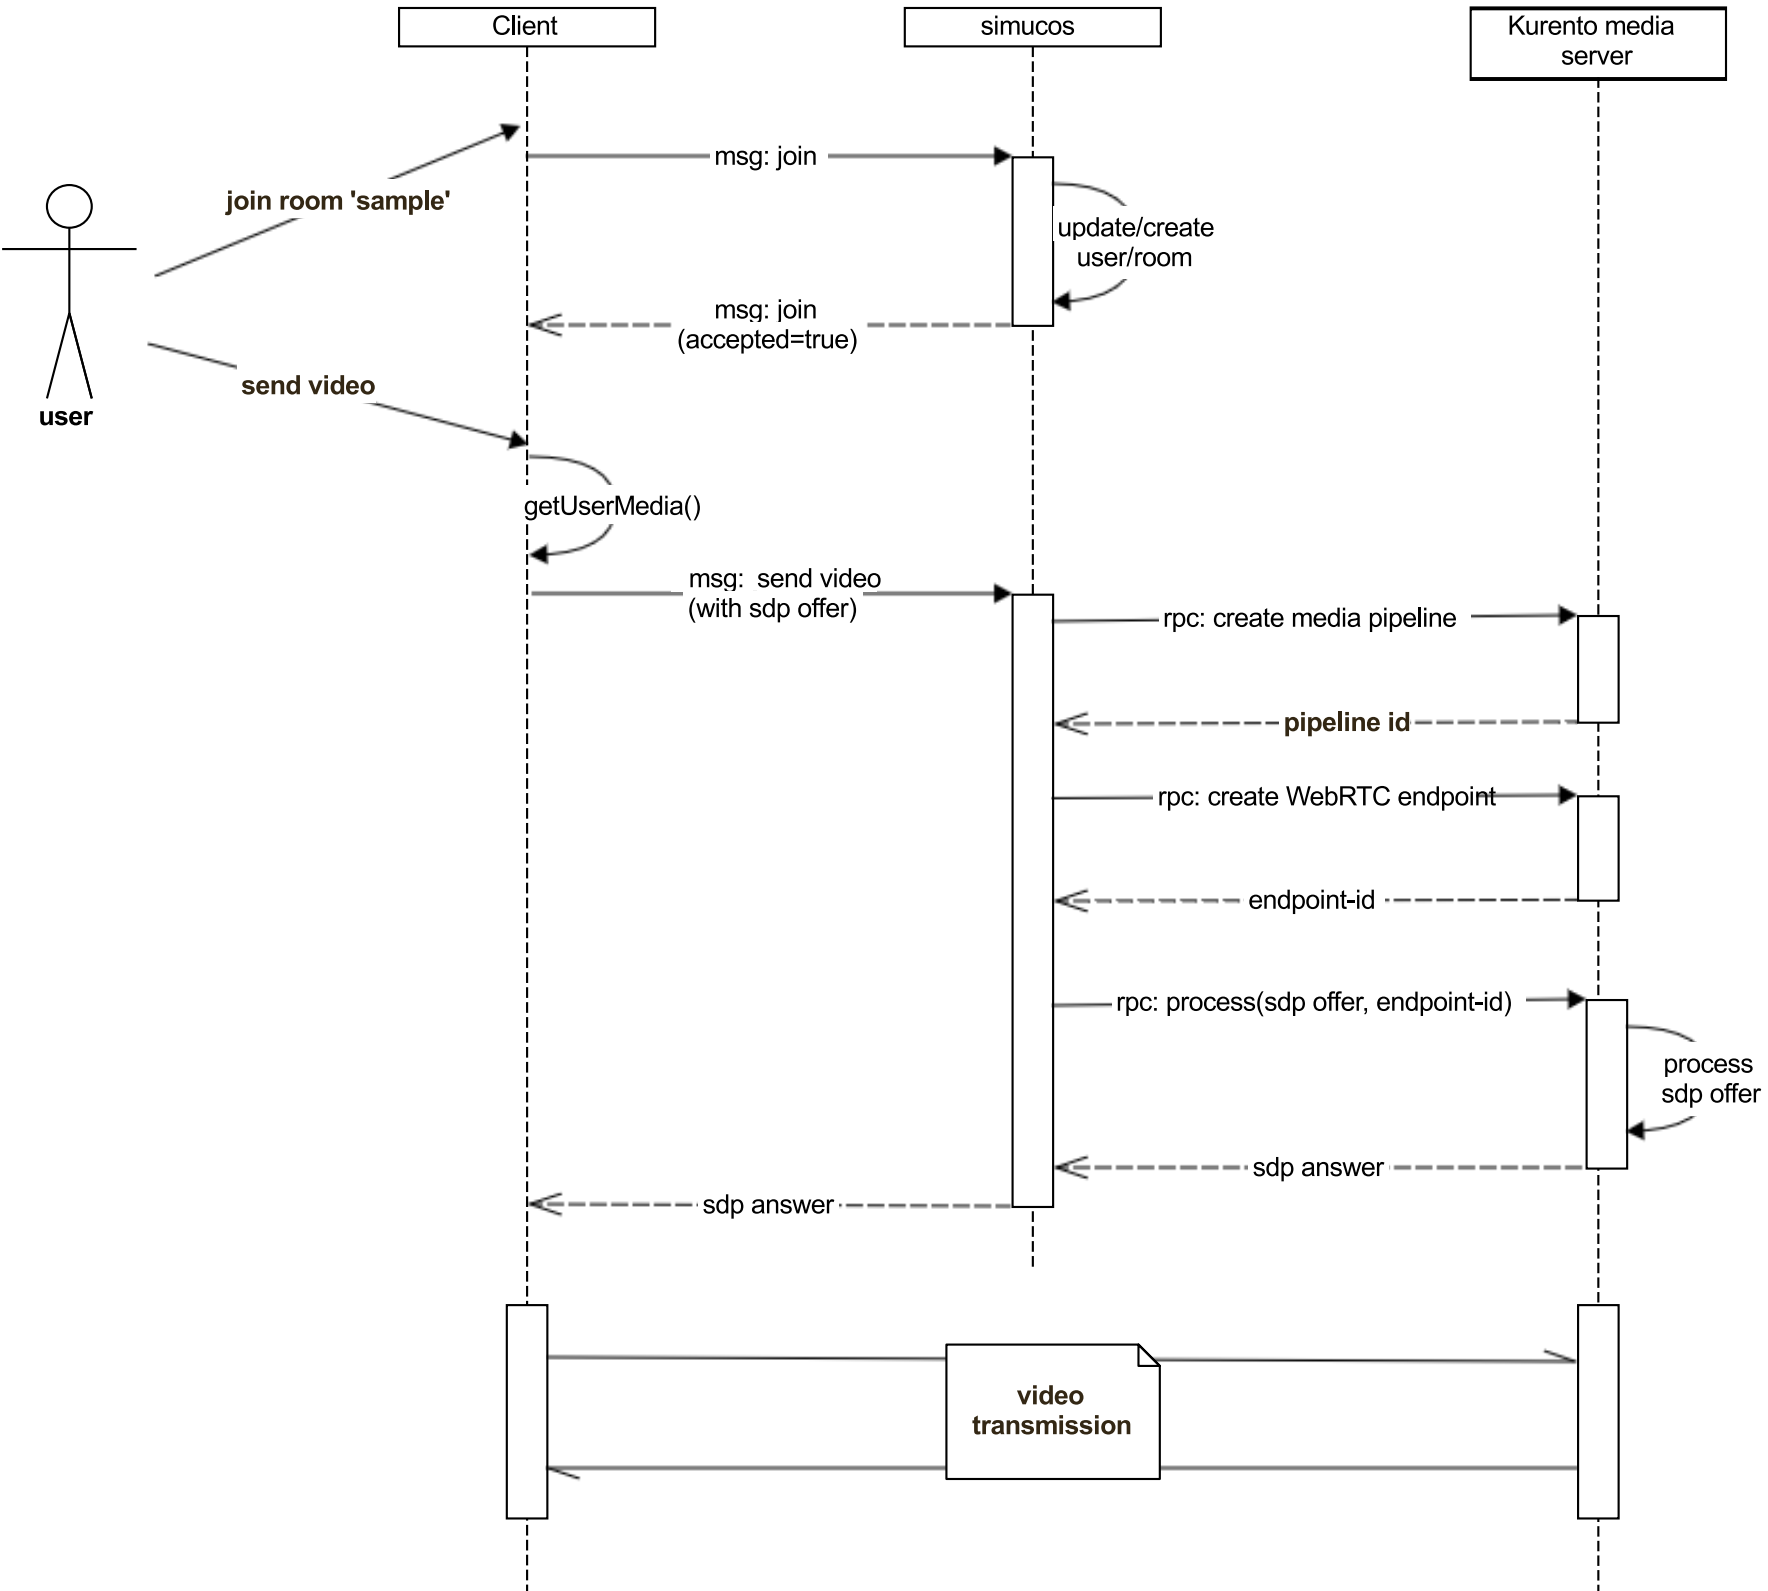 Client
simucos
Kurento media
server
msg: join
join room 'sample'
update/create
user/room
msg: join
(accepted=true)
send video
user
getUserMedia()
msg:  send video
(with sdp offer)
rpc: create media pipeline
pipeline id
rpc: create WebRTC endpoint
endpoint-id
rpc: process(sdp offer, endpoint-id)
process
sdp offer
sdp answer
sdp answer
video
transmission